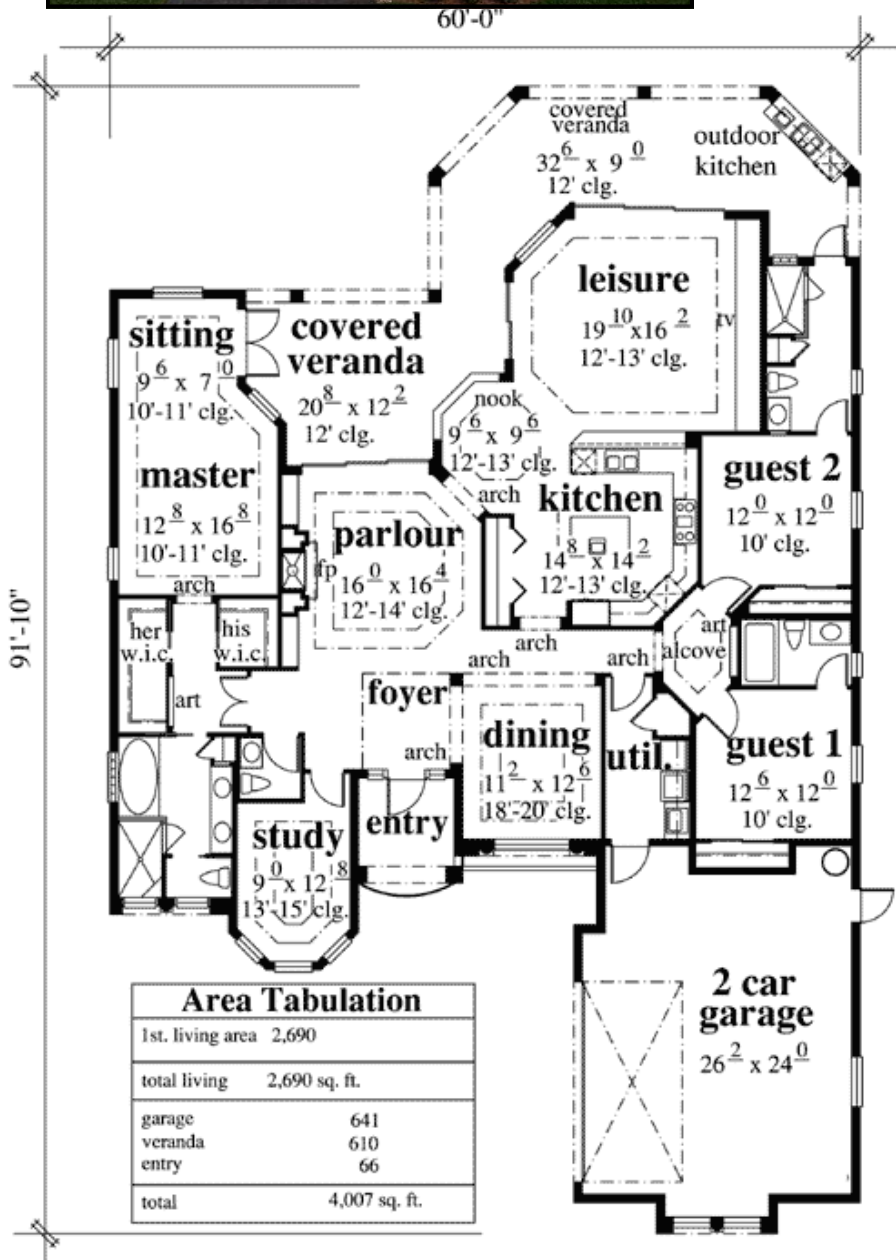 60'-0"
covered
veranda
32 6 x 9 0
12' clg.
outdoor
kitchen
leisure
19 10 x16 2
12'-13' clg.
tv
sitting
9 6 x 7 0
10'-11' clg.
covered
veranda
20 8 x 12 2
12' clg.
nook
9 6 x 9 6
12'-13' clg.
arch
master
12 8 x 16 8
10'-11' clg.
arch
parlour
16 0 x 16 4
12'-14' clg.
fp
kitchen
14 8 x 14 2
12'-13' clg.
guest 2
12 0 x 12 0
10' clg.
91'-10"
her
w.i.c.
his
w.i.c.
art
arch
arch
arch
art
alcove
foyer
arch
dining
11 2 x 12 6
18'-20' clg.
util.
guest 1
12 6 x 12 0
10' clg.
entry
study
9 0 x 12 8
13'-15' clg.
2 car
garage
26 2 x 24 0
Area Tabulation
1st. living area 2,690
total living 2,690 sq. ft.
garage 641
veranda 610
entry 66
total 4,007 sq. ft.